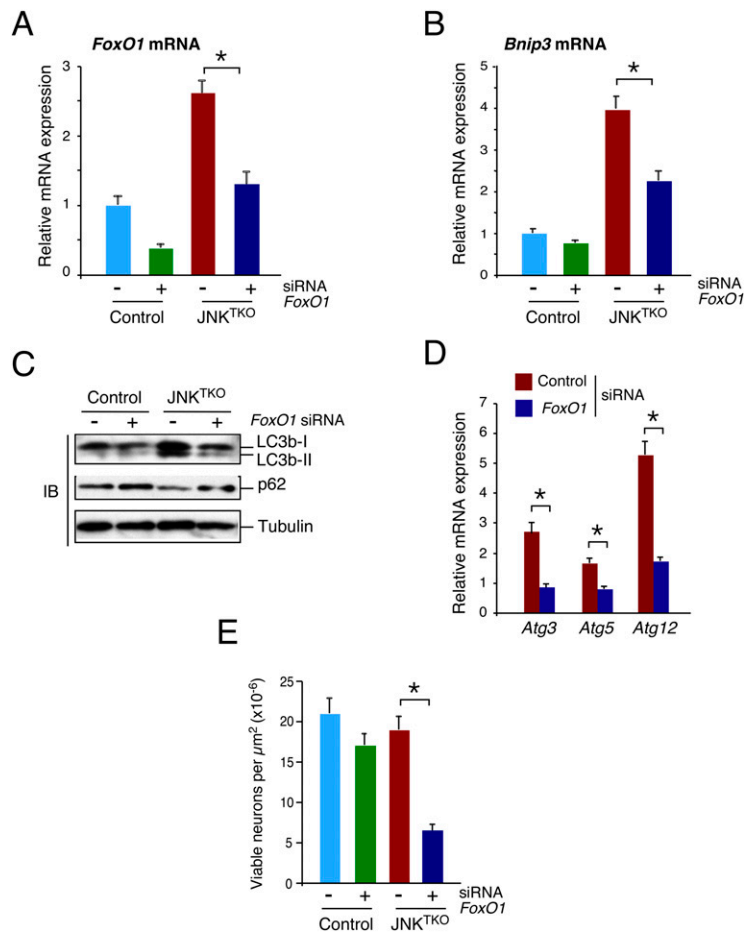 A
FoxO1 mRNA
Relative mRNA expression
3
2
1
0
*
- + - +
siRNA
FoxO1
Control JNKTKO
B
Bnip3 mRNA
Relative mRNA expression
5
4
4
2
1
0
*
- + - +
siRNA
FoxO1
Control JNKTKO
C
Control JNKTKO
- + - + FoxO1 siRNA
LC3b-I
LC3b-II
IB
p62
Tubulin
D
Control
FoxO1
siRNA
Relative mRNA expression
7
6
5
4
3
2
1
0
* * *
Atg3 Atg5 Atg12
E
Viable neurons per µm2 (x10-6)
25
20
15
10
5
0
*
- + - +
siRNA
FoxO1
Control JNKTKO